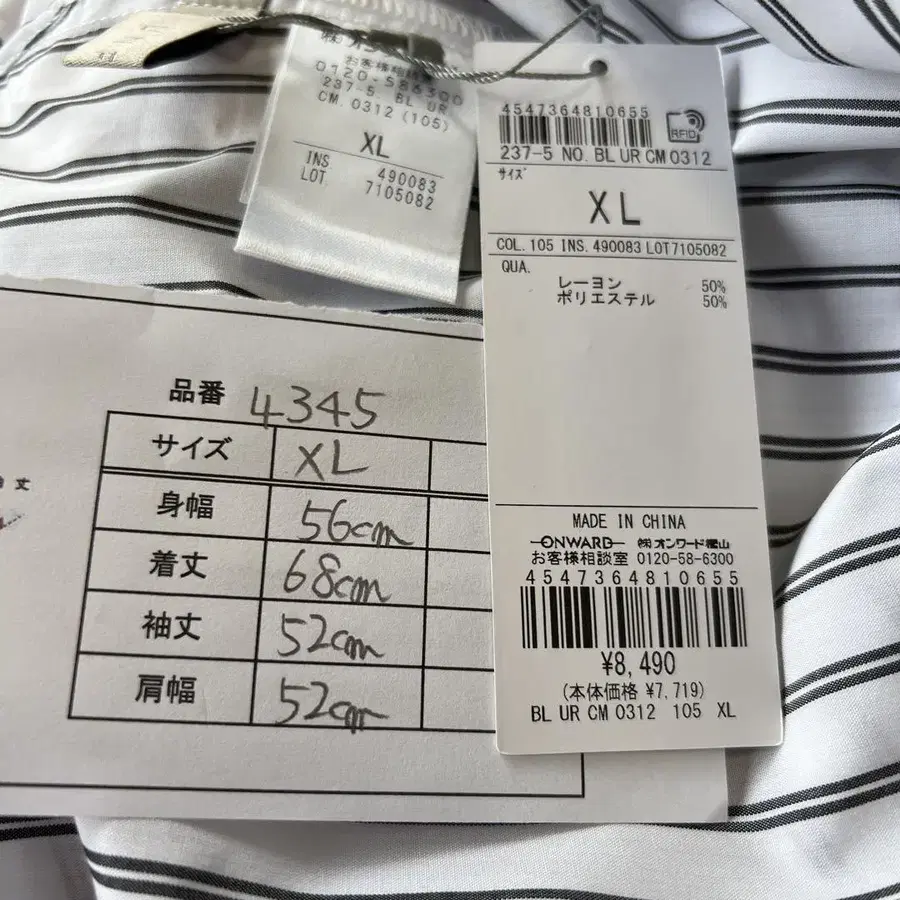 お客様相談
0120-586300
237-5. BL UR
CM. 0312 (105)
XL
INS 490083
LOT. 7105082
4547364810655
RFID
237-5 NO. BL UR CM 0312
サイズ
XL
COL. 105 INS. 490083 LOT7105082
QUA.
レーヨン 50%
ポリエステル 50%
MADE IN CHINA
ONWARD ㈱オンワード樫山
お客様相談室 0120-58-6300
4547364810655
¥8,490
(本体価格 ¥7,719)
BL UR CM 0312 105 XL
品番 4345
サイズ XL
身幅 56cm
着丈 68cm
袖丈 52cm
肩幅 52cm
丈